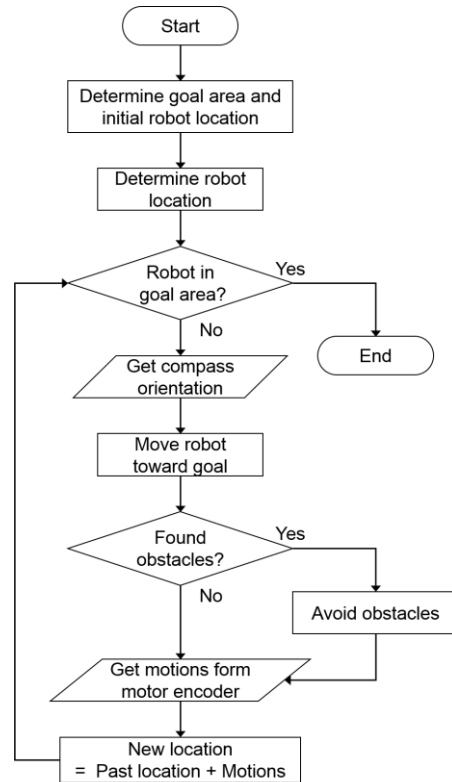 Start
Determine goal area and
initial robot location
Determine robot
location
Robot in
goal area?
Yes
No
End
Get compass
orientation
Move robot
toward goal
Found
obstacles?
Yes
No
Avoid obstacles
Get motions form
motor encoder
New location
= Past location + Motions